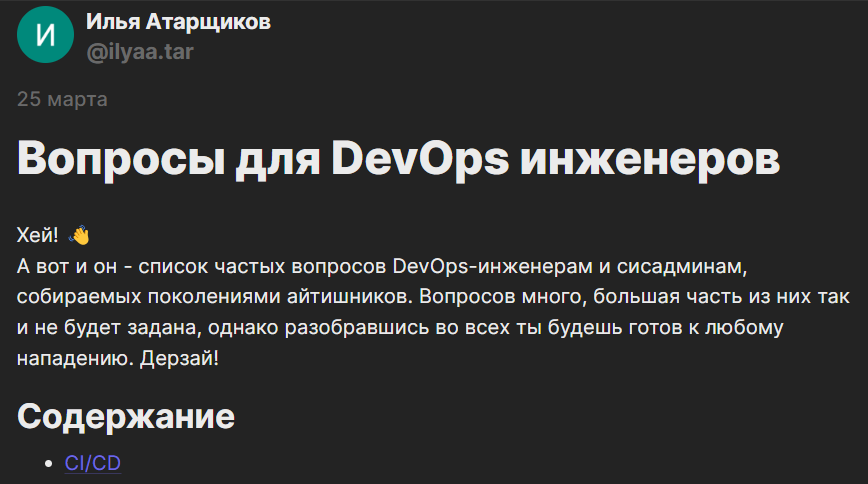 И
Илья Атарщиков
@ilyaa.tar
25 марта
Вопросы для DevOps инженеров
Хей! 👋
А вот и он - список частых вопросов DevOps-инженерам и сисадминам,
собираемых поколениями айтишников. Вопросов много, большая часть из них так
и не будет задана, однако разобравшись во всех ты будешь готов к любому
нападению. Дерзай!
Содержание
• CI/CD